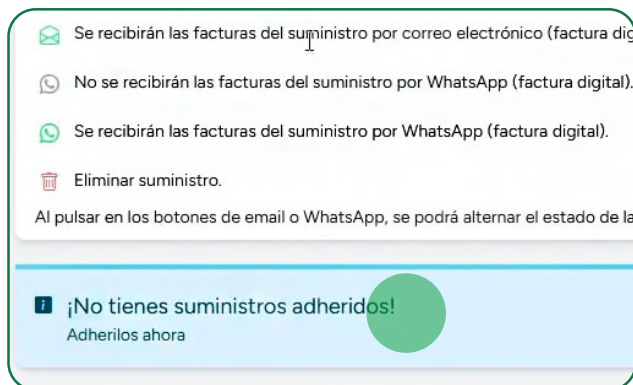 Se recibirán las facturas del suministro por correo electrónico (factura dig
No se recibirán las facturas del suministro por WhatsApp (factura digital).
Se recibirán las facturas del suministro por WhatsApp (factura digital).
Eliminar suministro.
Al pulsar en los botones de email o WhatsApp, se podrá alternar el estado de la
¡No tienes suministros adheridos!
Adherilos ahora